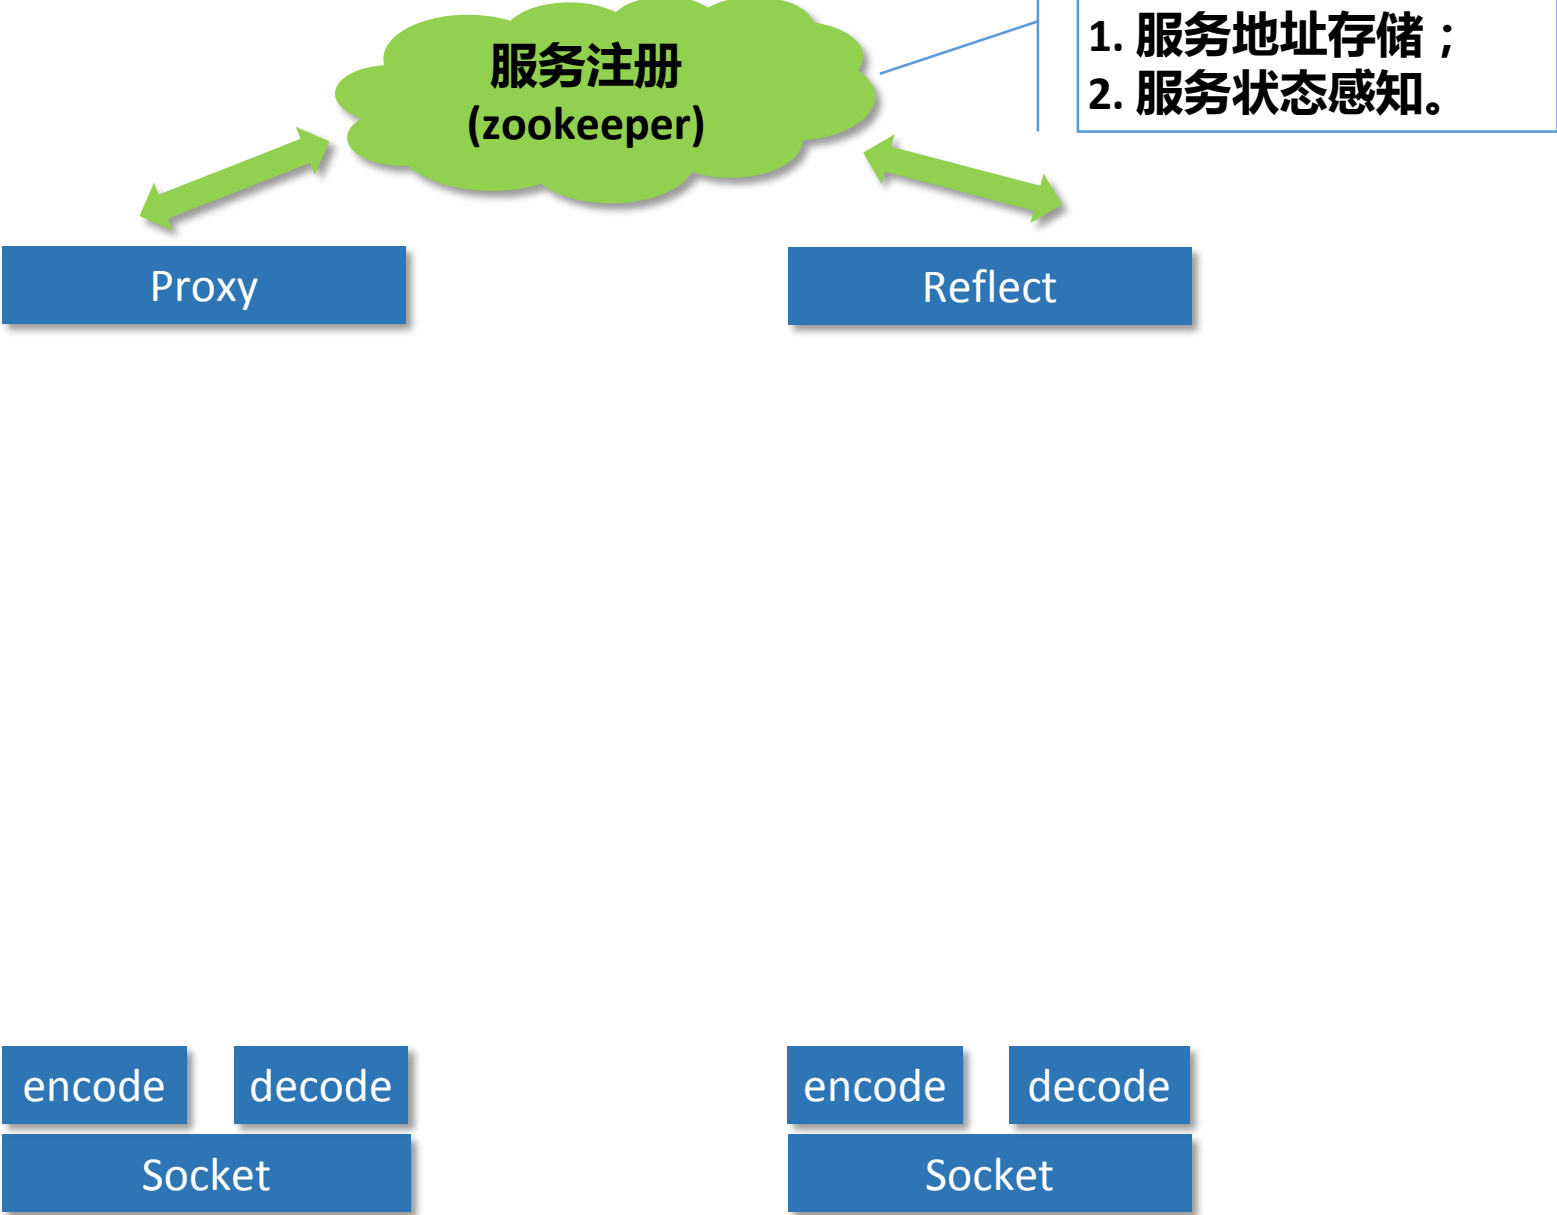 服务注册
(zookeeper)
1. 服务地址存储；
2. 服务状态感知。
Proxy
Reflect
encode
decode
encode
decode
Socket
Socket